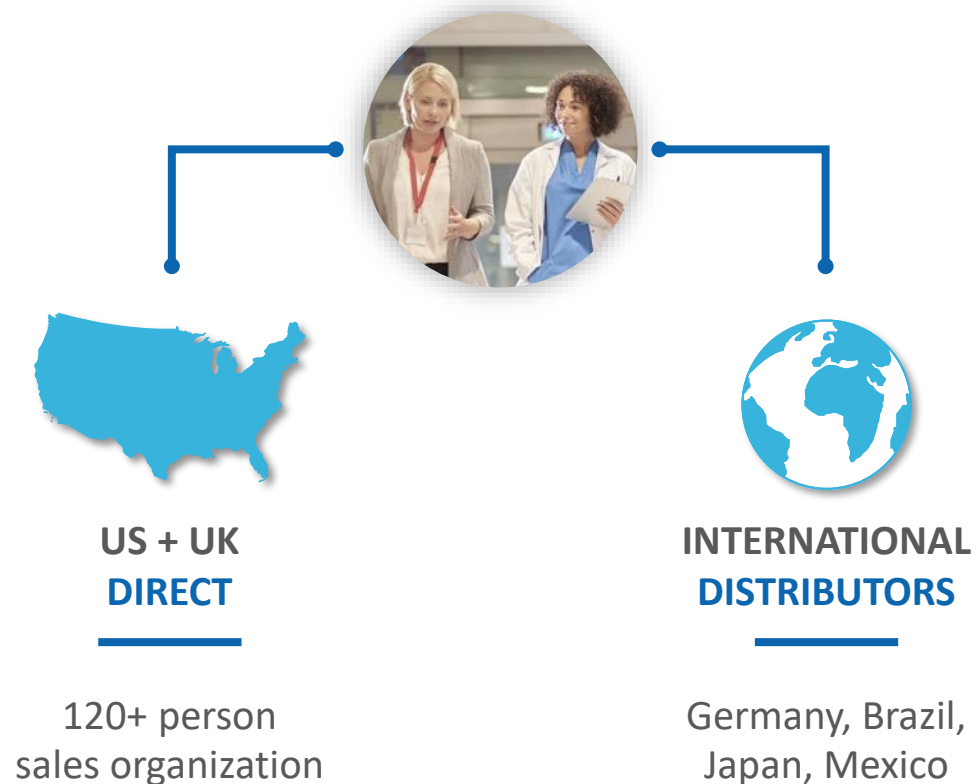 US + UK
DIRECT
120+ person
sales organization
INTERNATIONAL
DISTRIBUTORS
Germany, Brazil,
Japan, Mexico